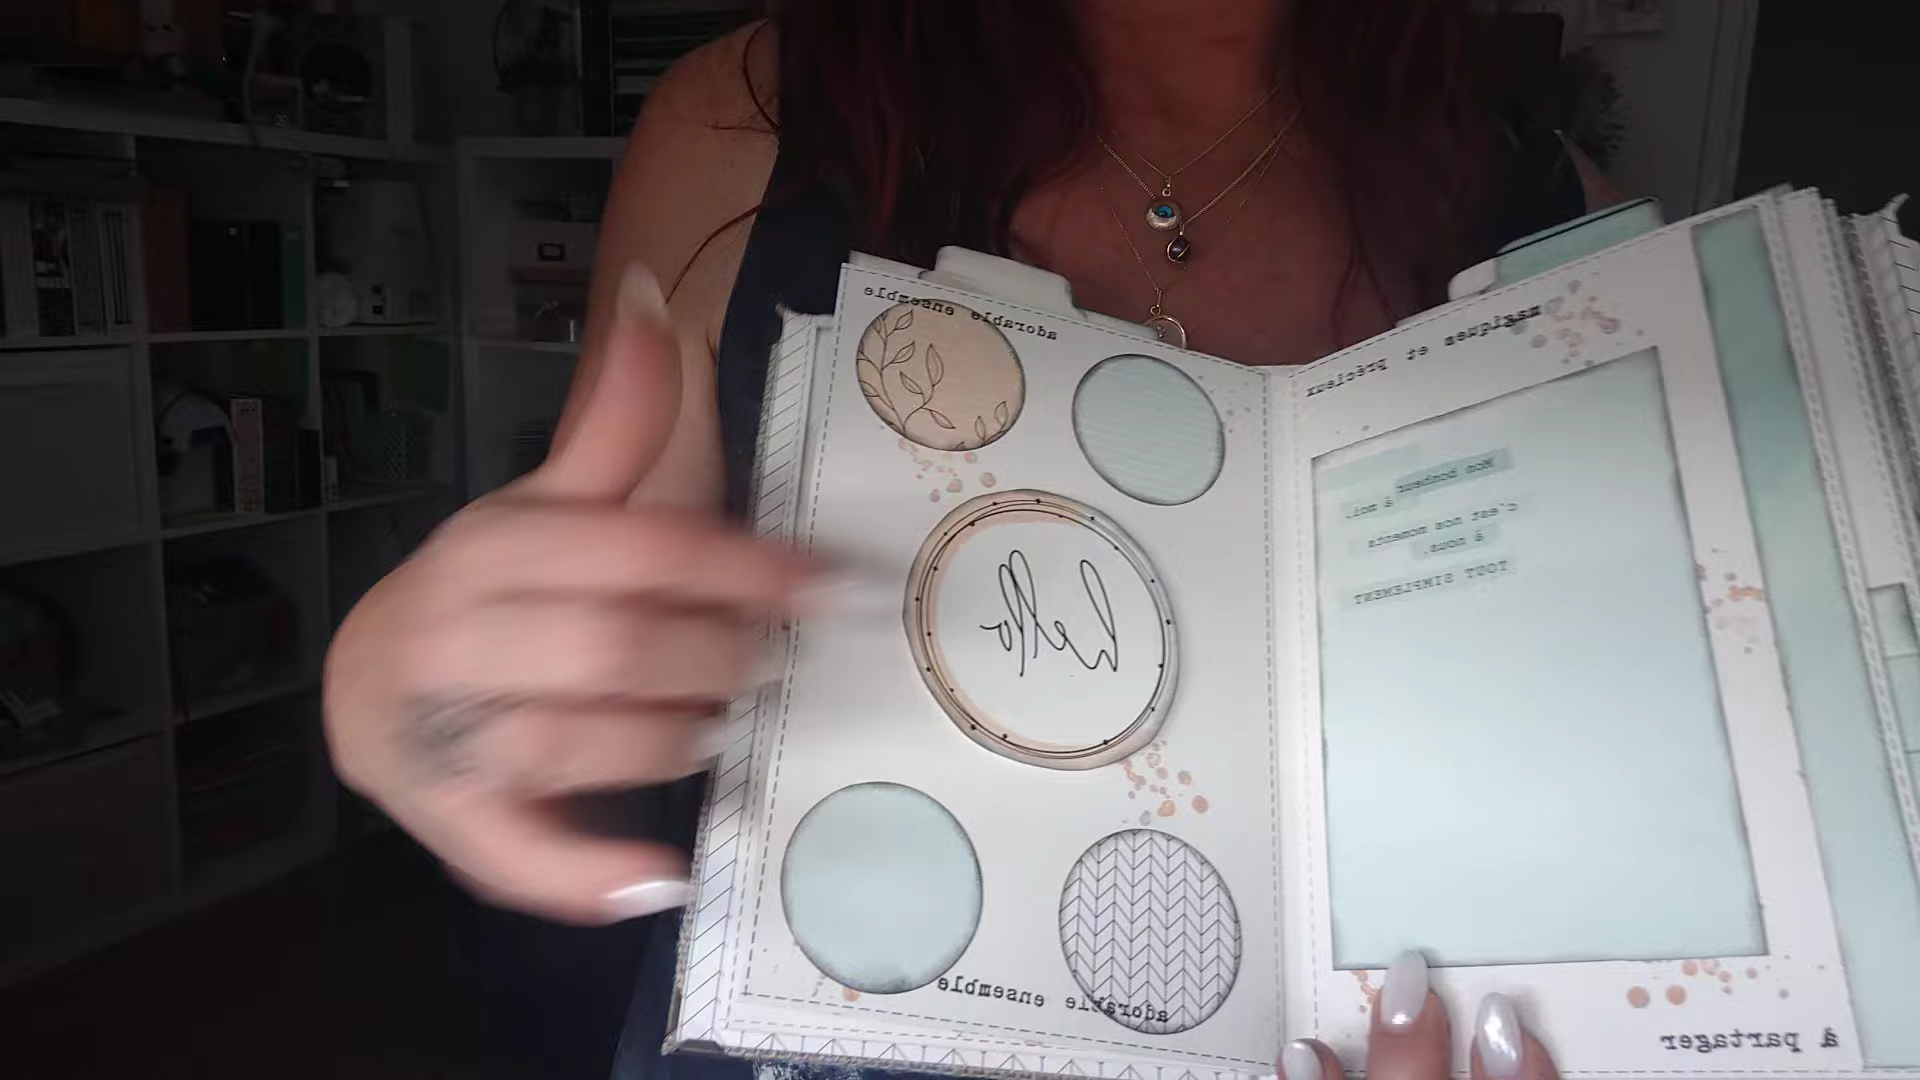 adorable ensemble
hello
adorable ensemble
magiques et précieux
Mon bonheur
à moi,
c'est nos moments
à nous.
TOUT SIMPLEMENT
à partager